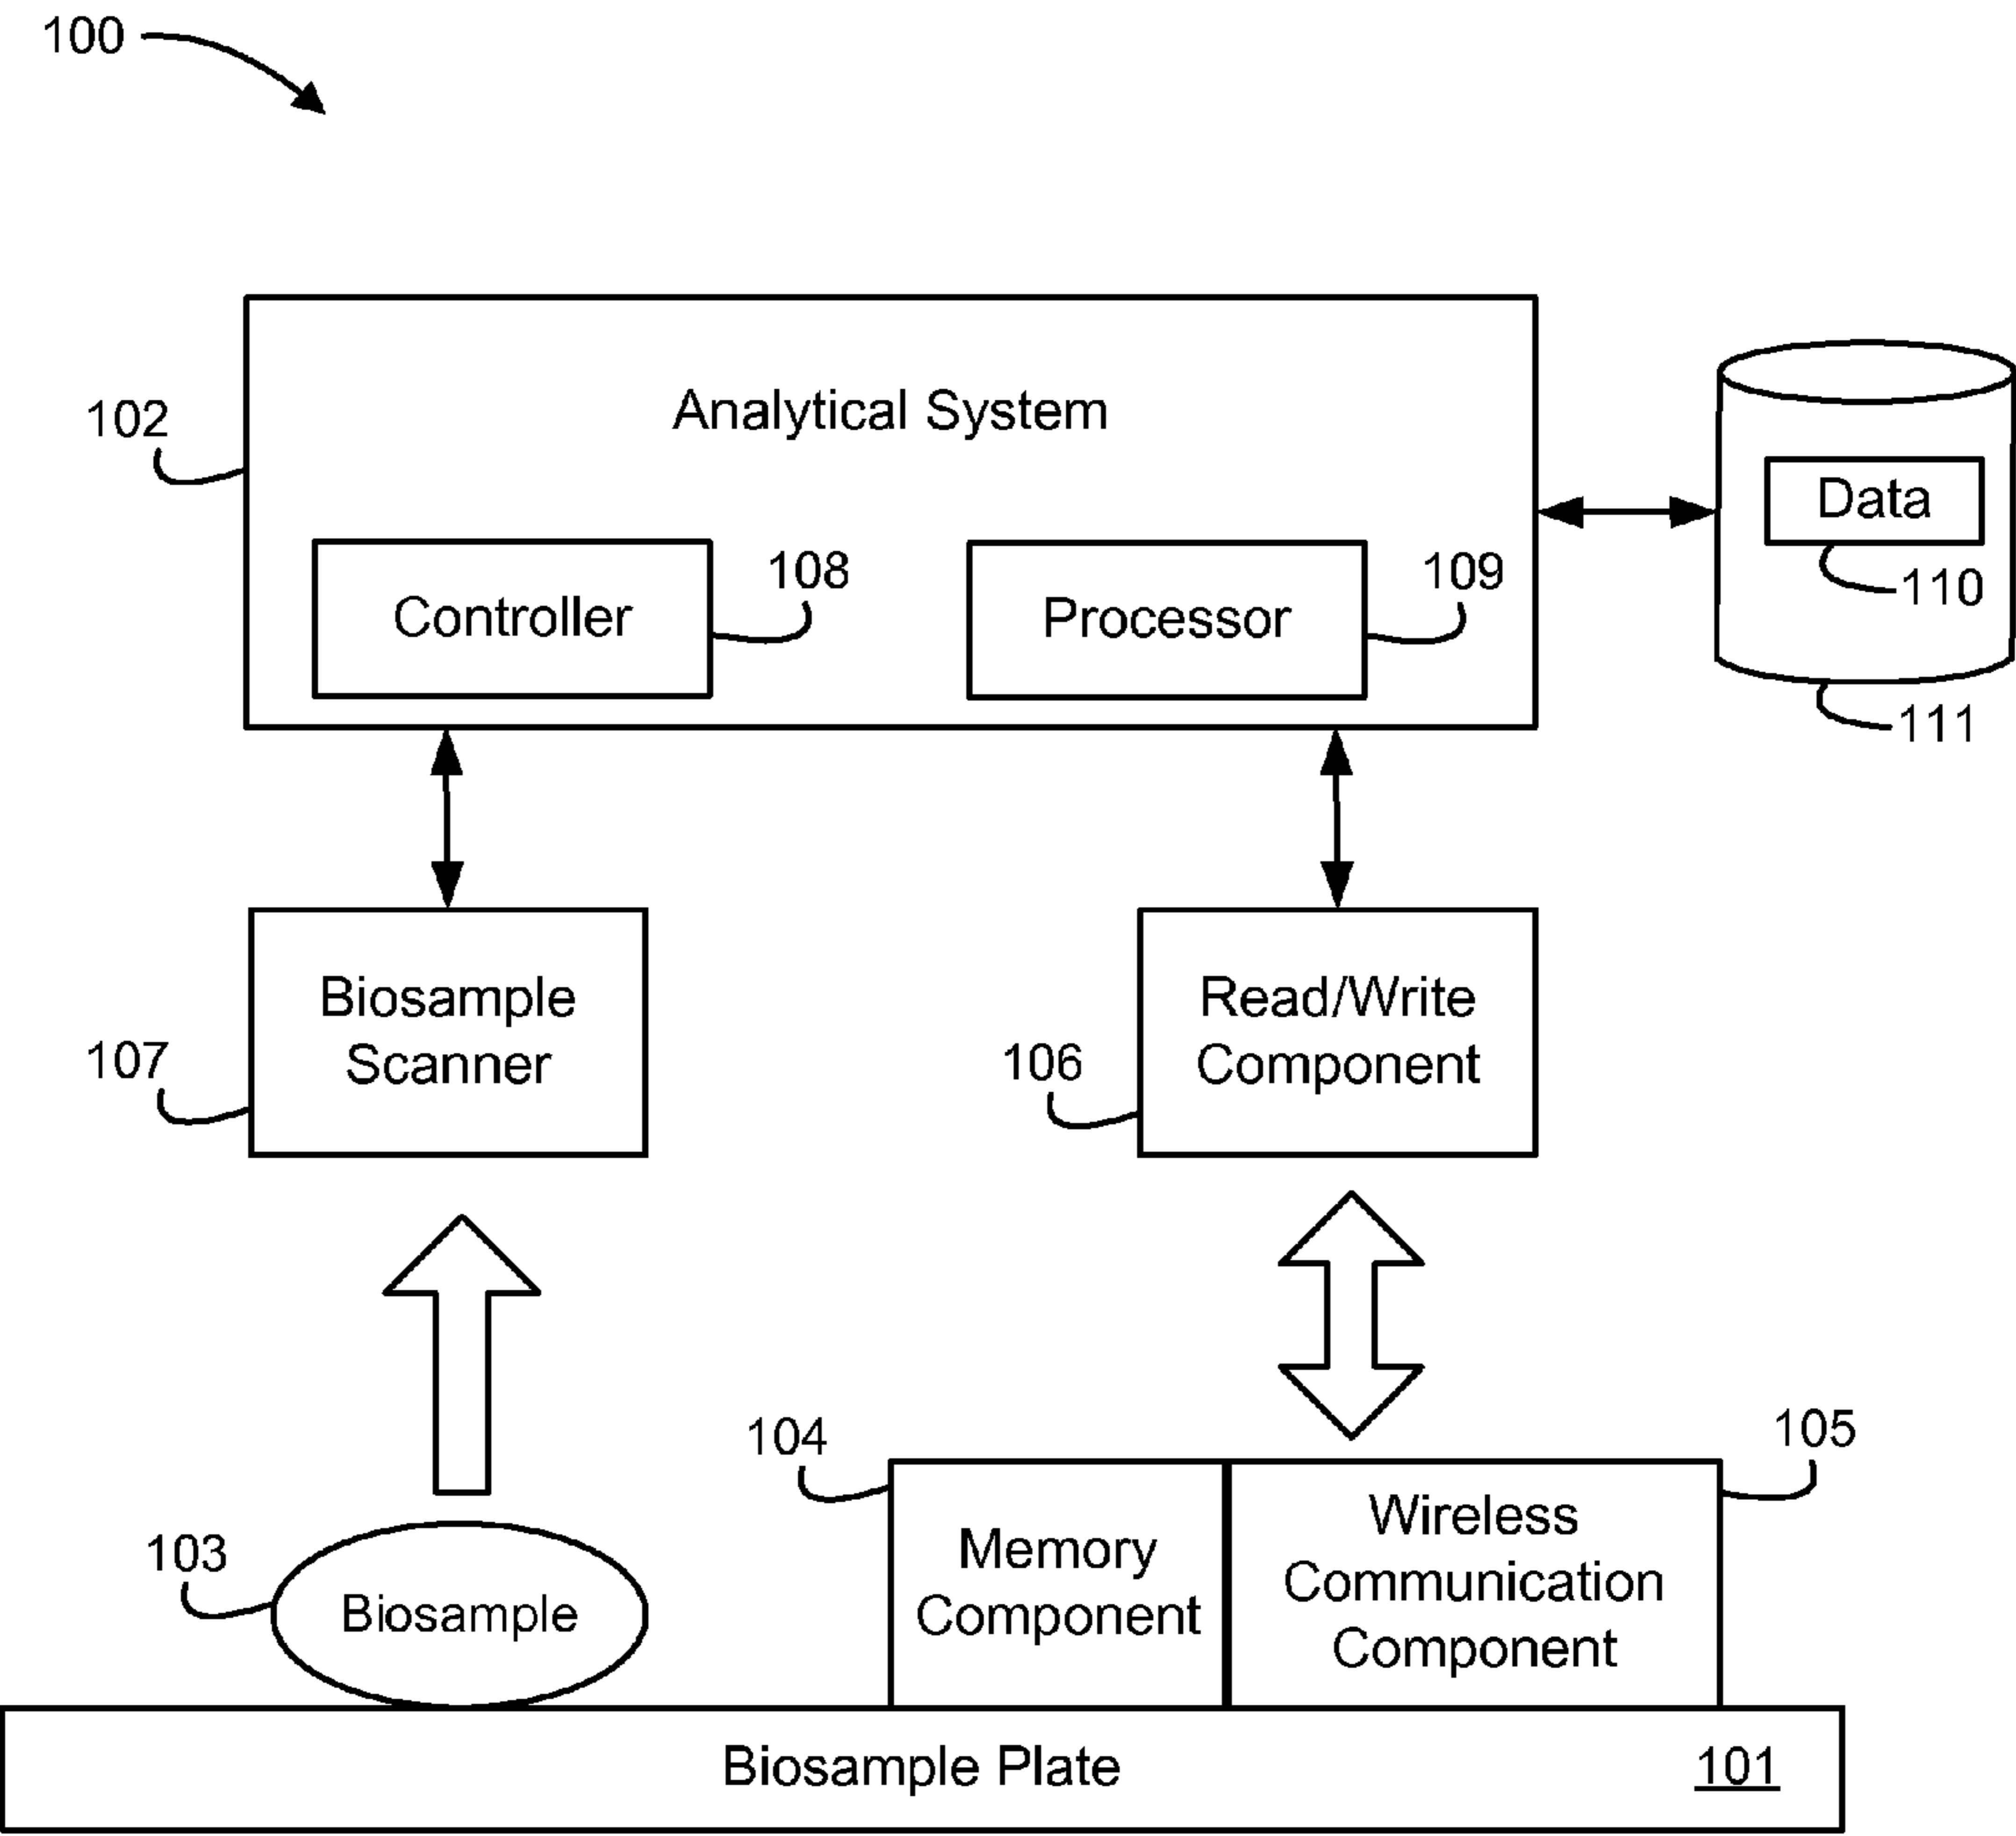 100
102
Analytical System
Data
110
111
Controller
108
Processor
109
Biosample
Scanner
107
Read/Write
Component
106
103
Biosample
104
Memory
Component
105
Wireless
Communication
Component
Biosample Plate
101